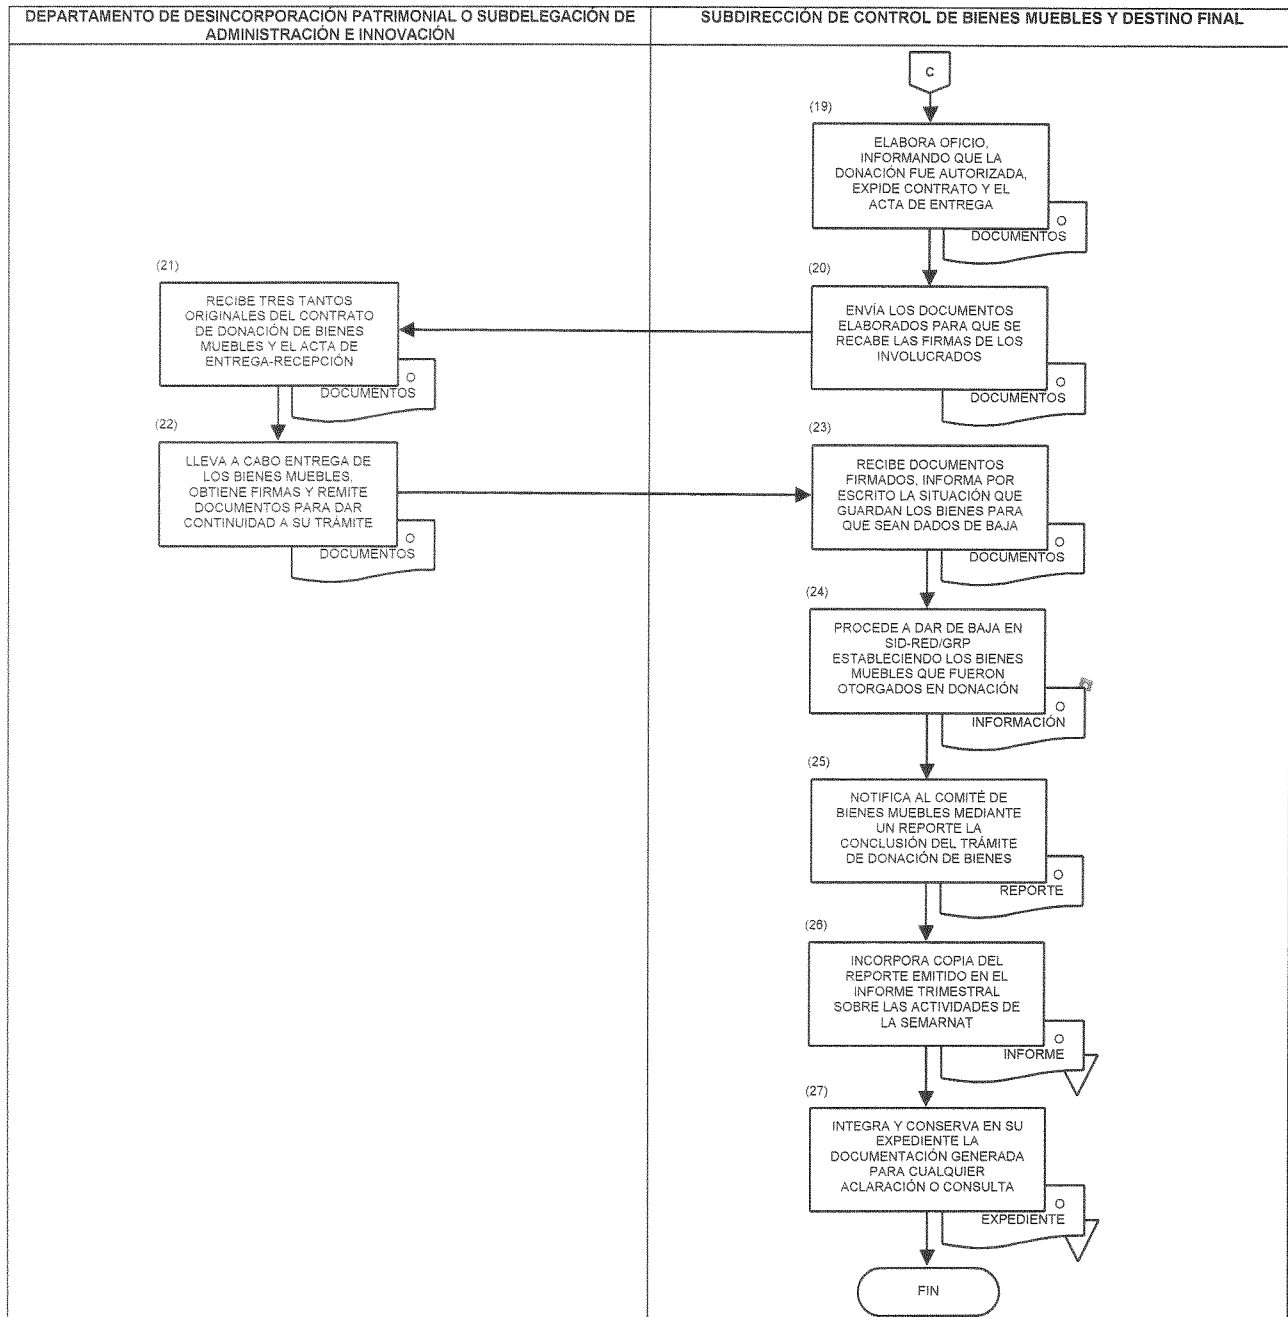 DEPARTAMENTO DE DESINCORPORACIÓN PATRIMONIAL O SUBDELEGACIÓN DE
ADMINISTRACIÓN E INNOVACIÓN
SUBDIRECCIÓN DE CONTROL DE BIENES MUEBLES Y DESTINO FINAL
C
(19)
ELABORA OFICIO,
INFORMANDO QUE LA
DONACIÓN FUE AUTORIZADA,
EXPIDE CONTRATO Y EL
ACTA DE ENTREGA
O
DOCUMENTOS
(20)
ENVÍA LOS DOCUMENTOS
ELABORADOS PARA QUE SE
RECABE LAS FIRMAS DE LOS
INVOLUCRADOS
O
DOCUMENTOS
(21)
RECIBE TRES TANTOS
ORIGINALES DEL CONTRATO
DE DONACIÓN DE BIENES
MUEBLES Y EL ACTA DE
ENTREGA-RECEPCIÓN
O
DOCUMENTOS
(22)
LLEVA A CABO ENTREGA DE
LOS BIENES MUEBLES,
OBTIENE FIRMAS Y REMITE
DOCUMENTOS PARA DAR
CONTINUIDAD A SU TRÁMITE
O
DOCUMENTOS
(23)
RECIBE DOCUMENTOS
FIRMADOS, INFORMA POR
ESCRITO LA SITUACIÓN QUE
GUARDAN LOS BIENES PARA
QUE SEAN DADOS DE BAJA
O
DOCUMENTOS
(24)
PROCEDE A DAR DE BAJA EN
SID-RED/GRP
ESTABLECIENDO LOS BIENES
MUEBLES QUE FUERON
OTORGADOS EN DONACIÓN
O
INFORMACIÓN
(25)
NOTIFICA AL COMITÉ DE
BIENES MUEBLES MEDIANTE
UN REPORTE LA
CONCLUSIÓN DEL TRÁMITE
DE DONACIÓN DE BIENES
O
REPORTE
(26)
INCORPORA COPIA DEL
REPORTE EMITIDO EN EL
INFORME TRIMESTRAL
SOBRE LAS ACTIVIDADES DE
LA SEMARNAT
O
INFORME
(27)
INTEGRA Y CONSERVA EN SU
EXPEDIENTE LA
DOCUMENTACIÓN GENERADA
PARA CUALQUIER
ACLARACIÓN O CONSULTA
O
EXPEDIENTE
FIN